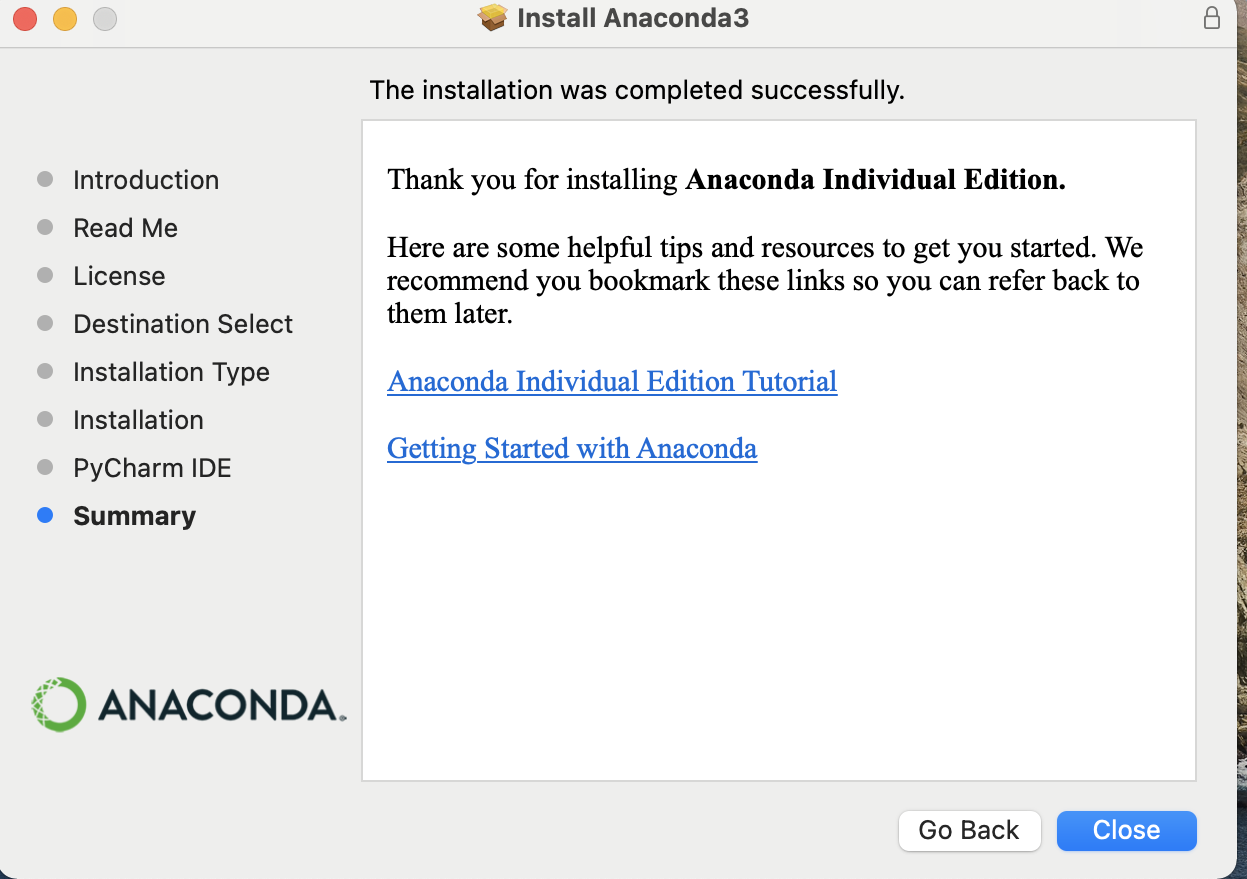 Install Anaconda3
The installation was completed successfully.
Introduction
Read Me
License
Destination Select
Installation Type
Installation
PyCharm IDE
Summary
Thank you for installing Anaconda Individual Edition.
Here are some helpful tips and resources to get you started. We
recommend you bookmark these links so you can refer back to
them later.
Anaconda Individual Edition Tutorial
Getting Started with Anaconda
ANACONDA.
Go Back
Close